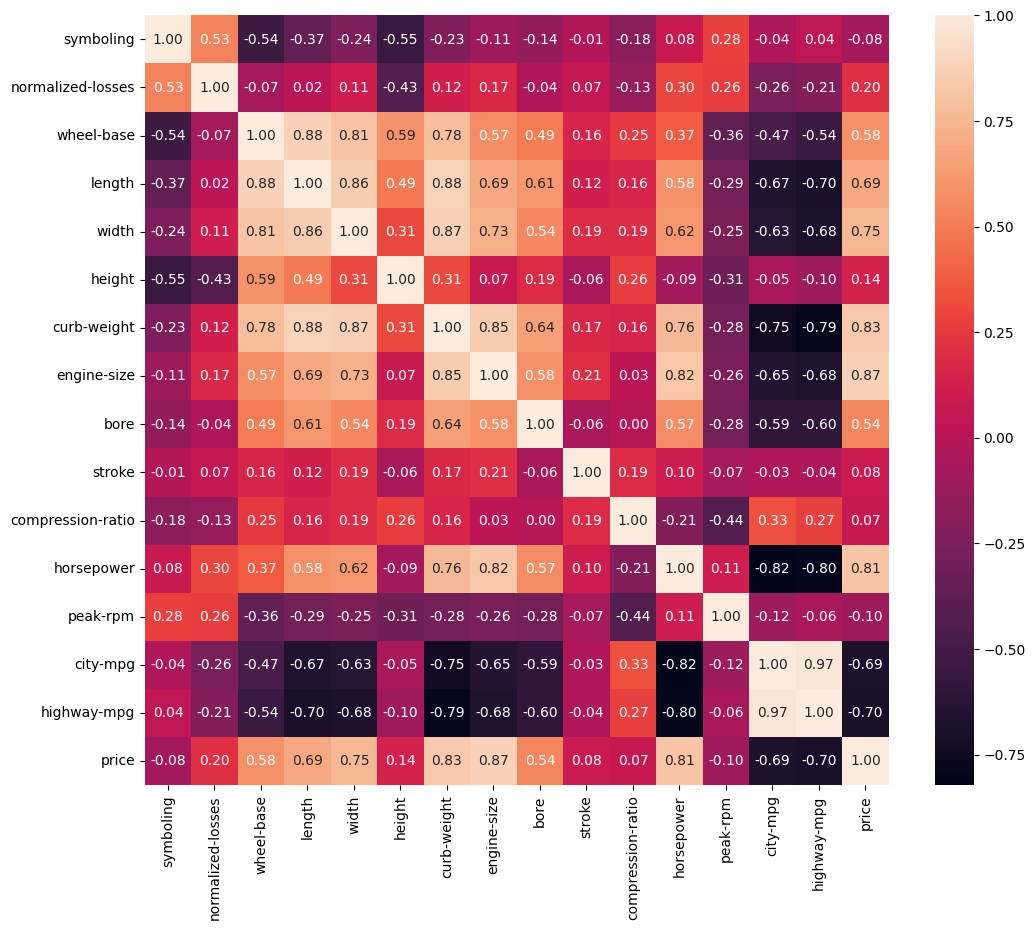 symboling 1.00 0.53 -0.54 -0.37 -0.24 -0.55 -0.23 -0.11 -0.14 -0.01 -0.18 0.08 0.28 -0.04 0.04 -0.08
normalized-losses 0.53 1.00 -0.07 0.02 0.11 -0.43 0.12 0.17 -0.04 0.07 -0.13 0.30 0.26 -0.26 -0.21 0.20
wheel-base -0.54 -0.07 1.00 0.88 0.81 0.59 0.78 0.57 0.49 0.16 0.25 0.37 -0.36 -0.47 -0.54 0.58
length -0.37 0.02 0.88 1.00 0.86 0.49 0.88 0.69 0.61 0.12 0.16 0.58 -0.29 -0.67 -0.70 0.69
width -0.24 0.11 0.81 0.86 1.00 0.31 0.87 0.73 0.54 0.19 0.19 0.62 -0.25 -0.63 -0.68 0.75
height -0.55 -0.43 0.59 0.49 0.31 1.00 0.31 0.07 0.19 -0.06 0.26 -0.09 -0.31 -0.05 -0.10 0.14
curb-weight -0.23 0.12 0.78 0.88 0.87 0.31 1.00 0.85 0.64 0.17 0.16 0.76 -0.28 -0.75 -0.79 0.83
engine-size -0.11 0.17 0.57 0.69 0.73 0.07 0.85 1.00 0.58 0.21 0.03 0.82 -0.26 -0.65 -0.68 0.87
bore -0.14 -0.04 0.49 0.61 0.54 0.19 0.64 0.58 1.00 -0.06 0.00 0.57 -0.28 -0.59 -0.60 0.54
stroke -0.01 0.07 0.16 0.12 0.19 -0.06 0.17 0.21 -0.06 1.00 0.19 0.10 -0.07 -0.03 -0.04 0.08
compression-ratio -0.18 -0.13 0.25 0.16 0.19 0.26 0.16 0.03 0.00 0.19 1.00 -0.21 -0.44 0.33 0.27 0.07
horsepower 0.08 0.30 0.37 0.58 0.62 -0.09 0.76 0.82 0.57 0.10 -0.21 1.00 0.11 -0.82 -0.80 0.81
peak-rpm 0.28 0.26 -0.36 -0.29 -0.25 -0.31 -0.28 -0.26 -0.28 -0.07 -0.44 0.11 1.00 -0.12 -0.06 -0.10
city-mpg -0.04 -0.26 -0.47 -0.67 -0.63 -0.05 -0.75 -0.65 -0.59 -0.03 0.33 -0.82 -0.12 1.00 0.97 -0.69
highway-mpg 0.04 -0.21 -0.54 -0.70 -0.68 -0.10 -0.79 -0.68 -0.60 -0.04 0.27 -0.80 -0.06 0.97 1.00 -0.70
price -0.08 0.20 0.58 0.69 0.75 0.14 0.83 0.87 0.54 0.08 0.07 0.81 -0.10 -0.69 -0.70 1.00
symboling
normalized-losses
wheel-base
length
width
height
curb-weight
engine-size
bore
stroke
compression-ratio
horsepower
peak-rpm
city-mpg
highway-mpg
price
1.00
0.75
0.50
0.25
0.00
−0.25
−0.50
−0.75